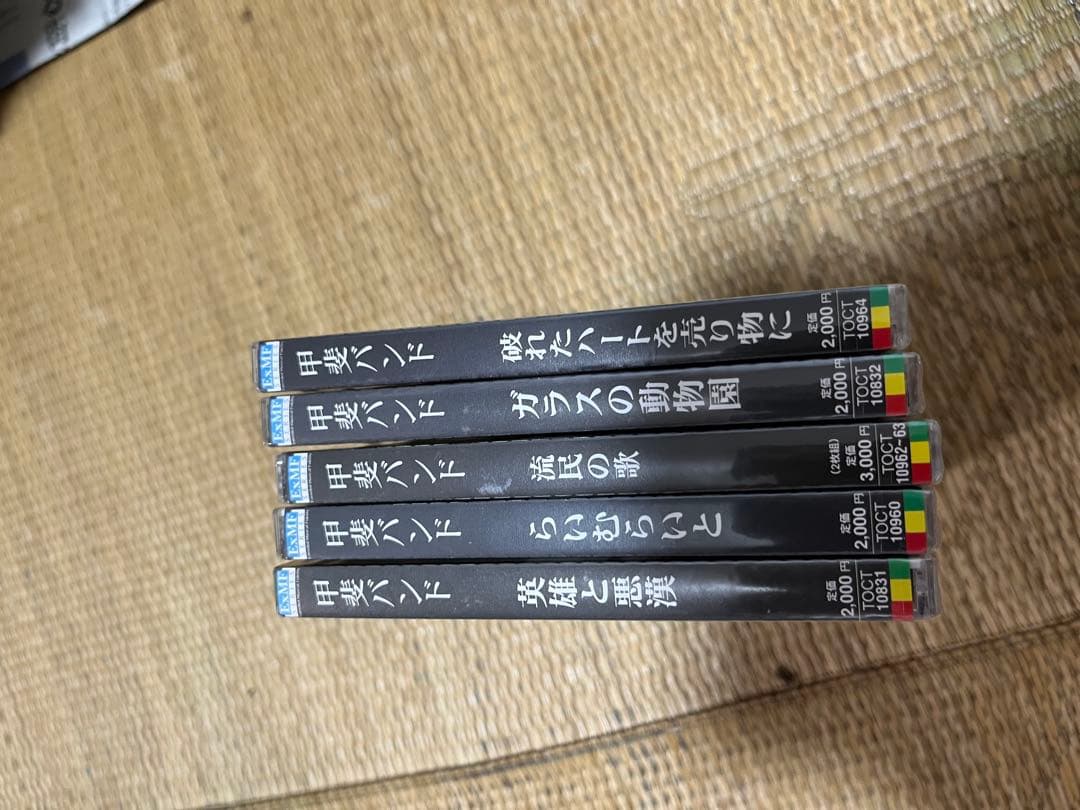 ExMF
甲斐バンド
破れたハートを売り物に
定価
2,000円
TOCT
10964
ExMF
甲斐バンド
ガラスの動物園
定価
2,000円
TOCT
10832
ExMF
甲斐バンド
流民の歌
(2枚組)
定価
3,000円
TOCT
10962-63
ExMF
甲斐バンド
らいむらいと
定価
2,000円
TOCT
10960
ExMF
甲斐バンド
英雄と悪漢
定価
2,000円
TOCT
10831